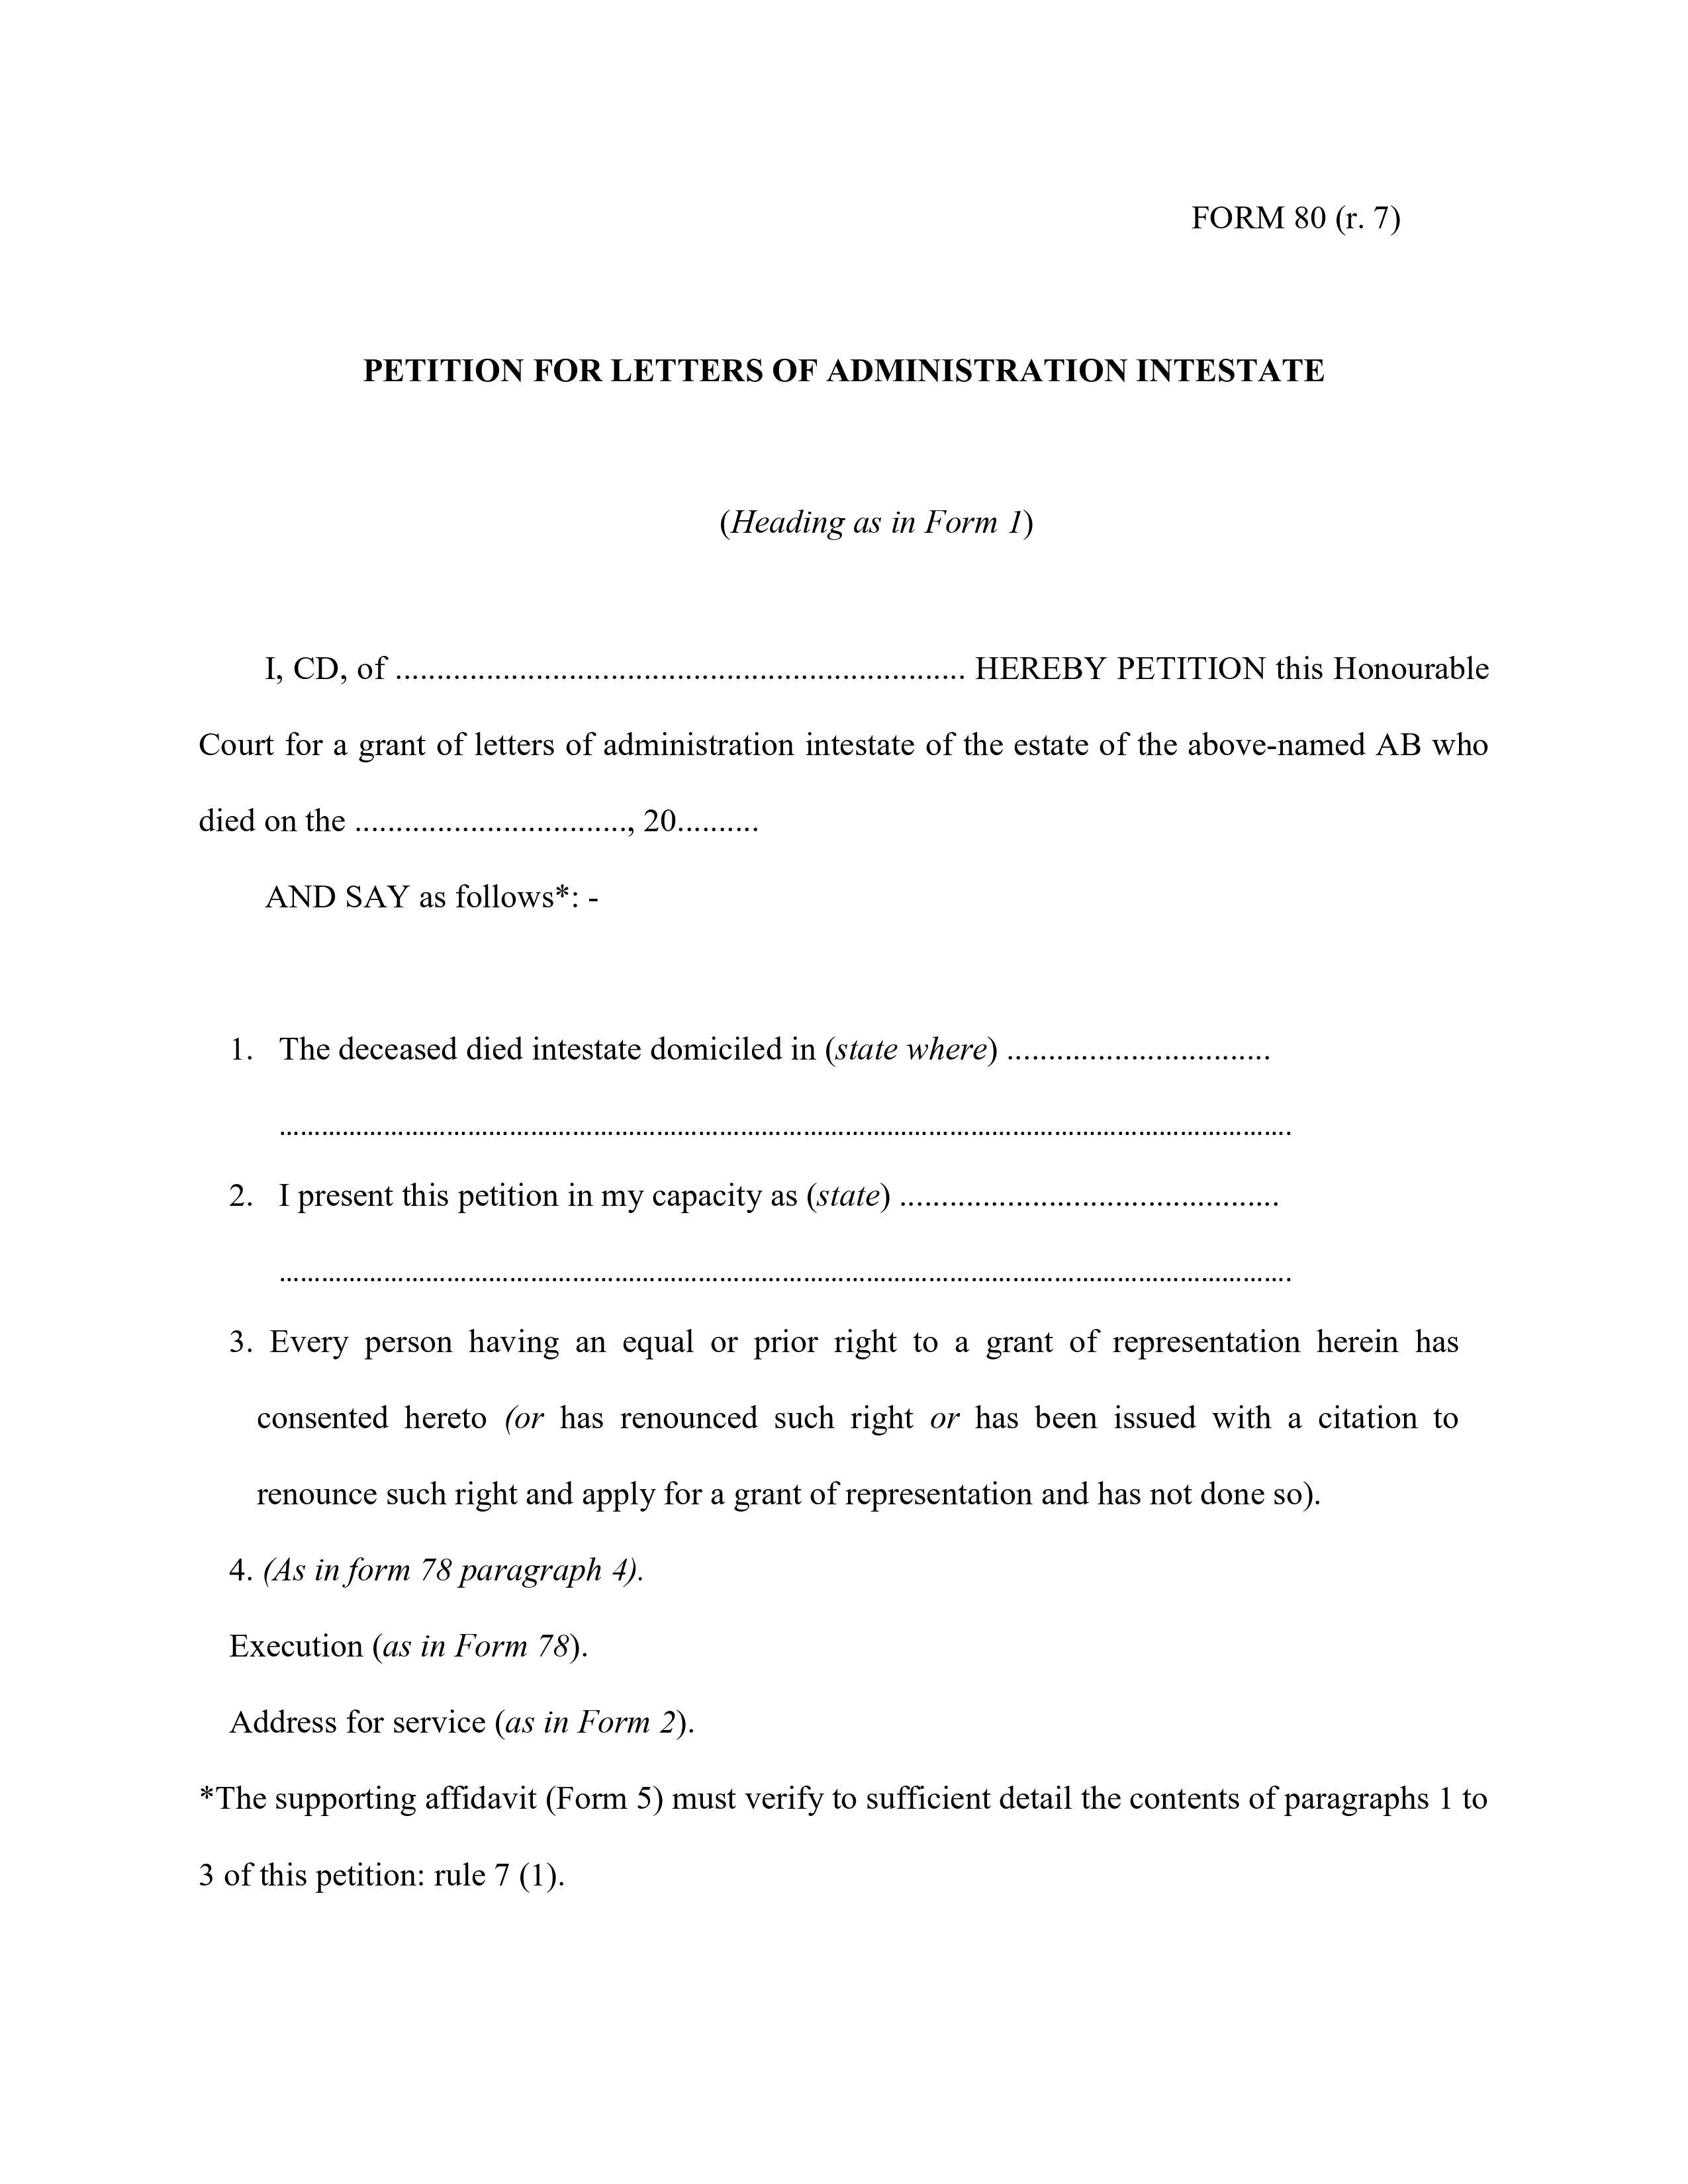 FORM 80 (r. 7)
PETITION FOR LETTERS OF ADMINISTRATION INTESTATE
(Heading as in Form 1)
I, CD, of ..................................................................... HEREBY PETITION this Honourable
Court for a grant of letters of administration intestate of the estate of the above-named AB who
died on the ................................., 20..........
AND SAY as follows*: -
1. The deceased died intestate domiciled in (state where) ................................
...........................................................................................................................
2. I present this petition in my capacity as (state) ..............................................
...........................................................................................................................
3. Every person having an equal or prior right to a grant of representation herein has
consented hereto (or has renounced such right or has been issued with a citation to
renounce such right and apply for a grant of representation and has not done so).
4. (As in form 78 paragraph 4).
Execution (as in Form 78).
Address for service (as in Form 2).
*The supporting affidavit (Form 5) must verify to sufficient detail the contents of paragraphs 1 to
3 of this petition: rule 7 (1).